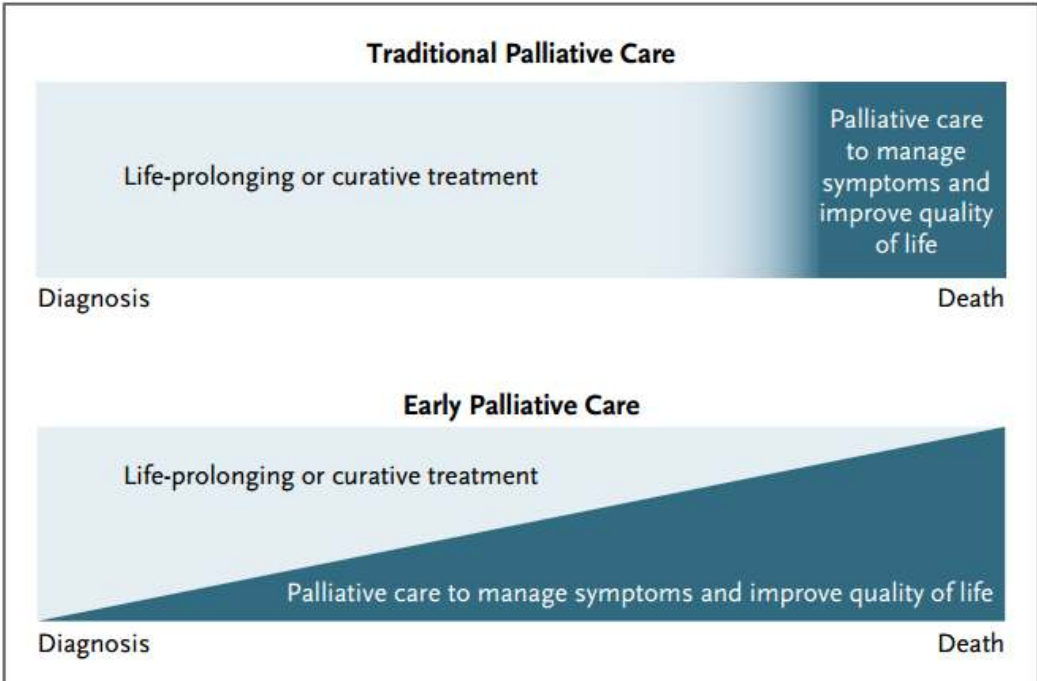 Traditional Palliative Care
Life-prolonging or curative treatment
Palliative care
to manage
symptoms and
improve quality
of life
Diagnosis
Death
Early Palliative Care
Life-prolonging or curative treatment
Palliative care to manage symptoms and improve quality of life
Diagnosis
Death